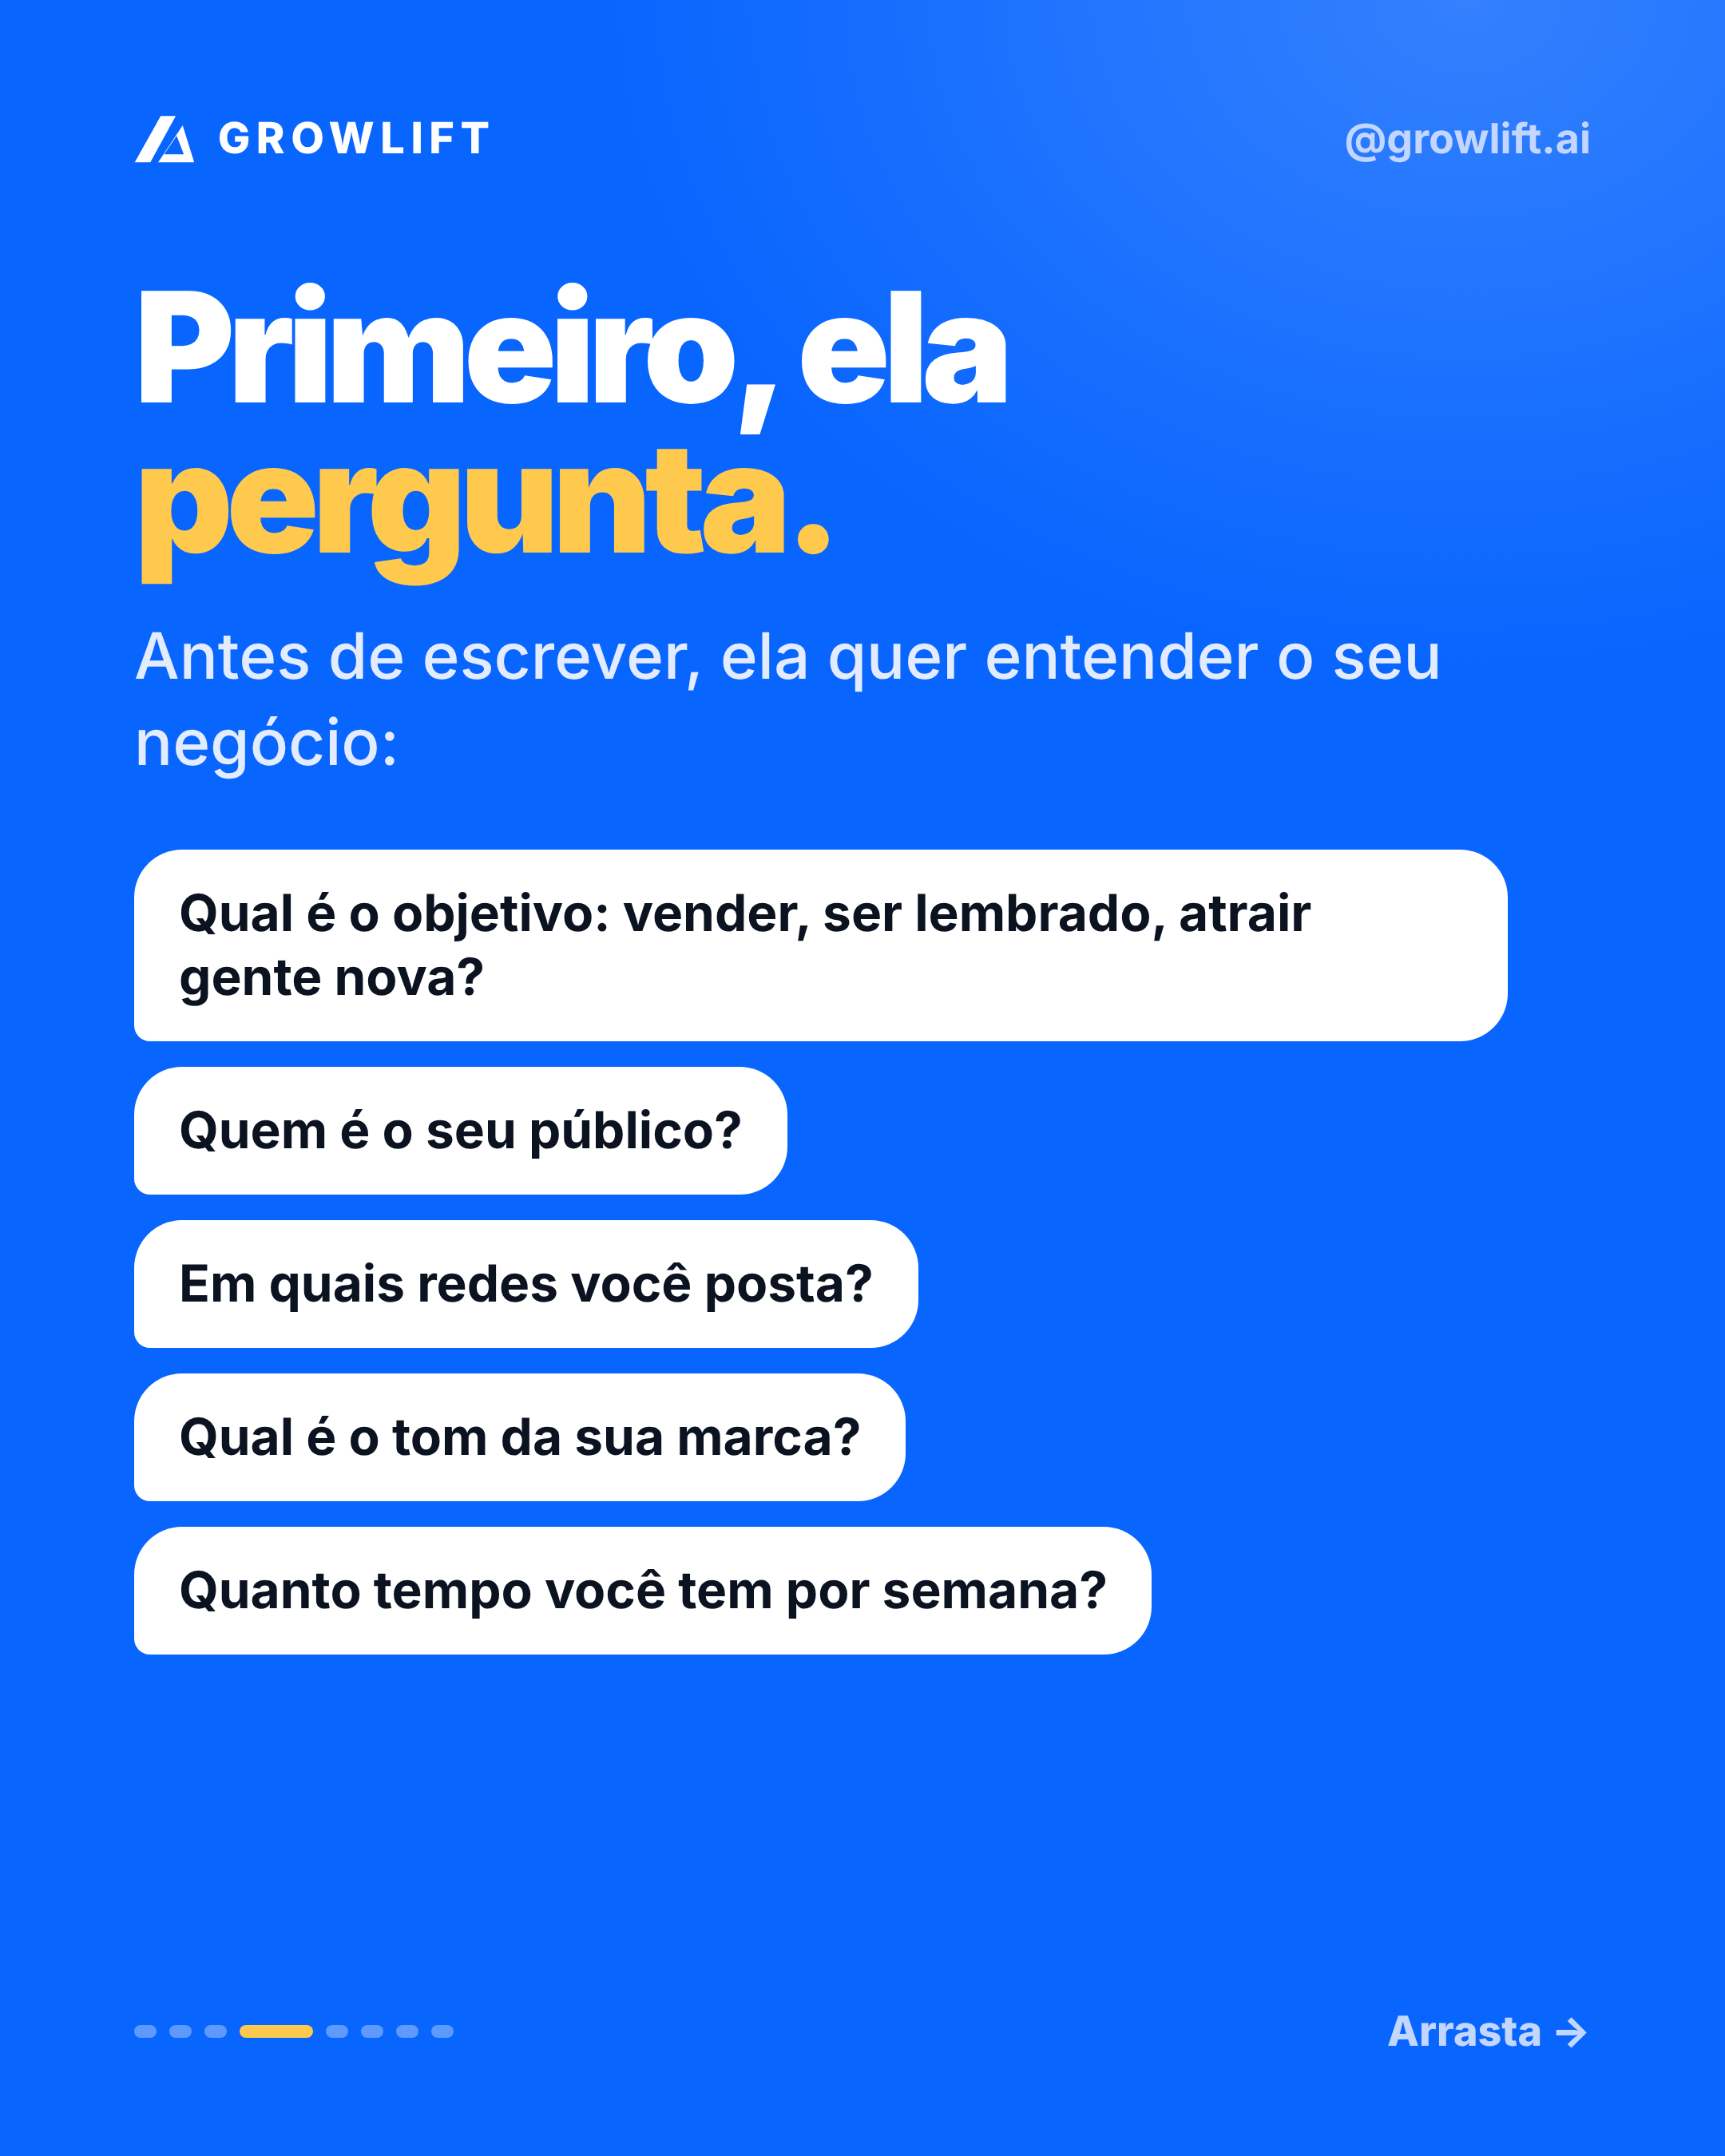 GROWLIFT
@growlift.ai
Primeiro, ela
pergunta.
Antes de escrever, ela quer entender o seu
negócio:
Qual é o objetivo: vender, ser lembrado, atrair
gente nova?
Quem é o seu público?
Em quais redes você posta?
Qual é o tom da sua marca?
Quanto tempo você tem por semana?
Arrasta →